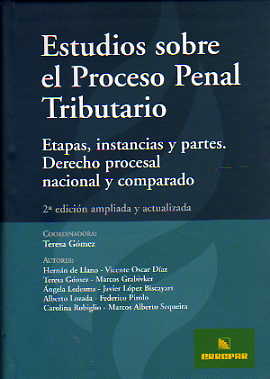 Estudios sobre
el Proceso Penal
Tributario
Etapas, instancias y partes.
Derecho procesal
nacional y comparado
2ª edición ampliada y actualizada
COORDINADORA:
Teresa Gómez
AUTORES:
Hernán de Llano - Vicente Oscar Díaz
Teresa Gómez - Marcos Grabivker
Ángela Ledesma - Javier López Biscayart
Alberto Lozada - Federico Pirolo
Carolina Robiglio - Marcos Alberto Sequeira
ERREPAR